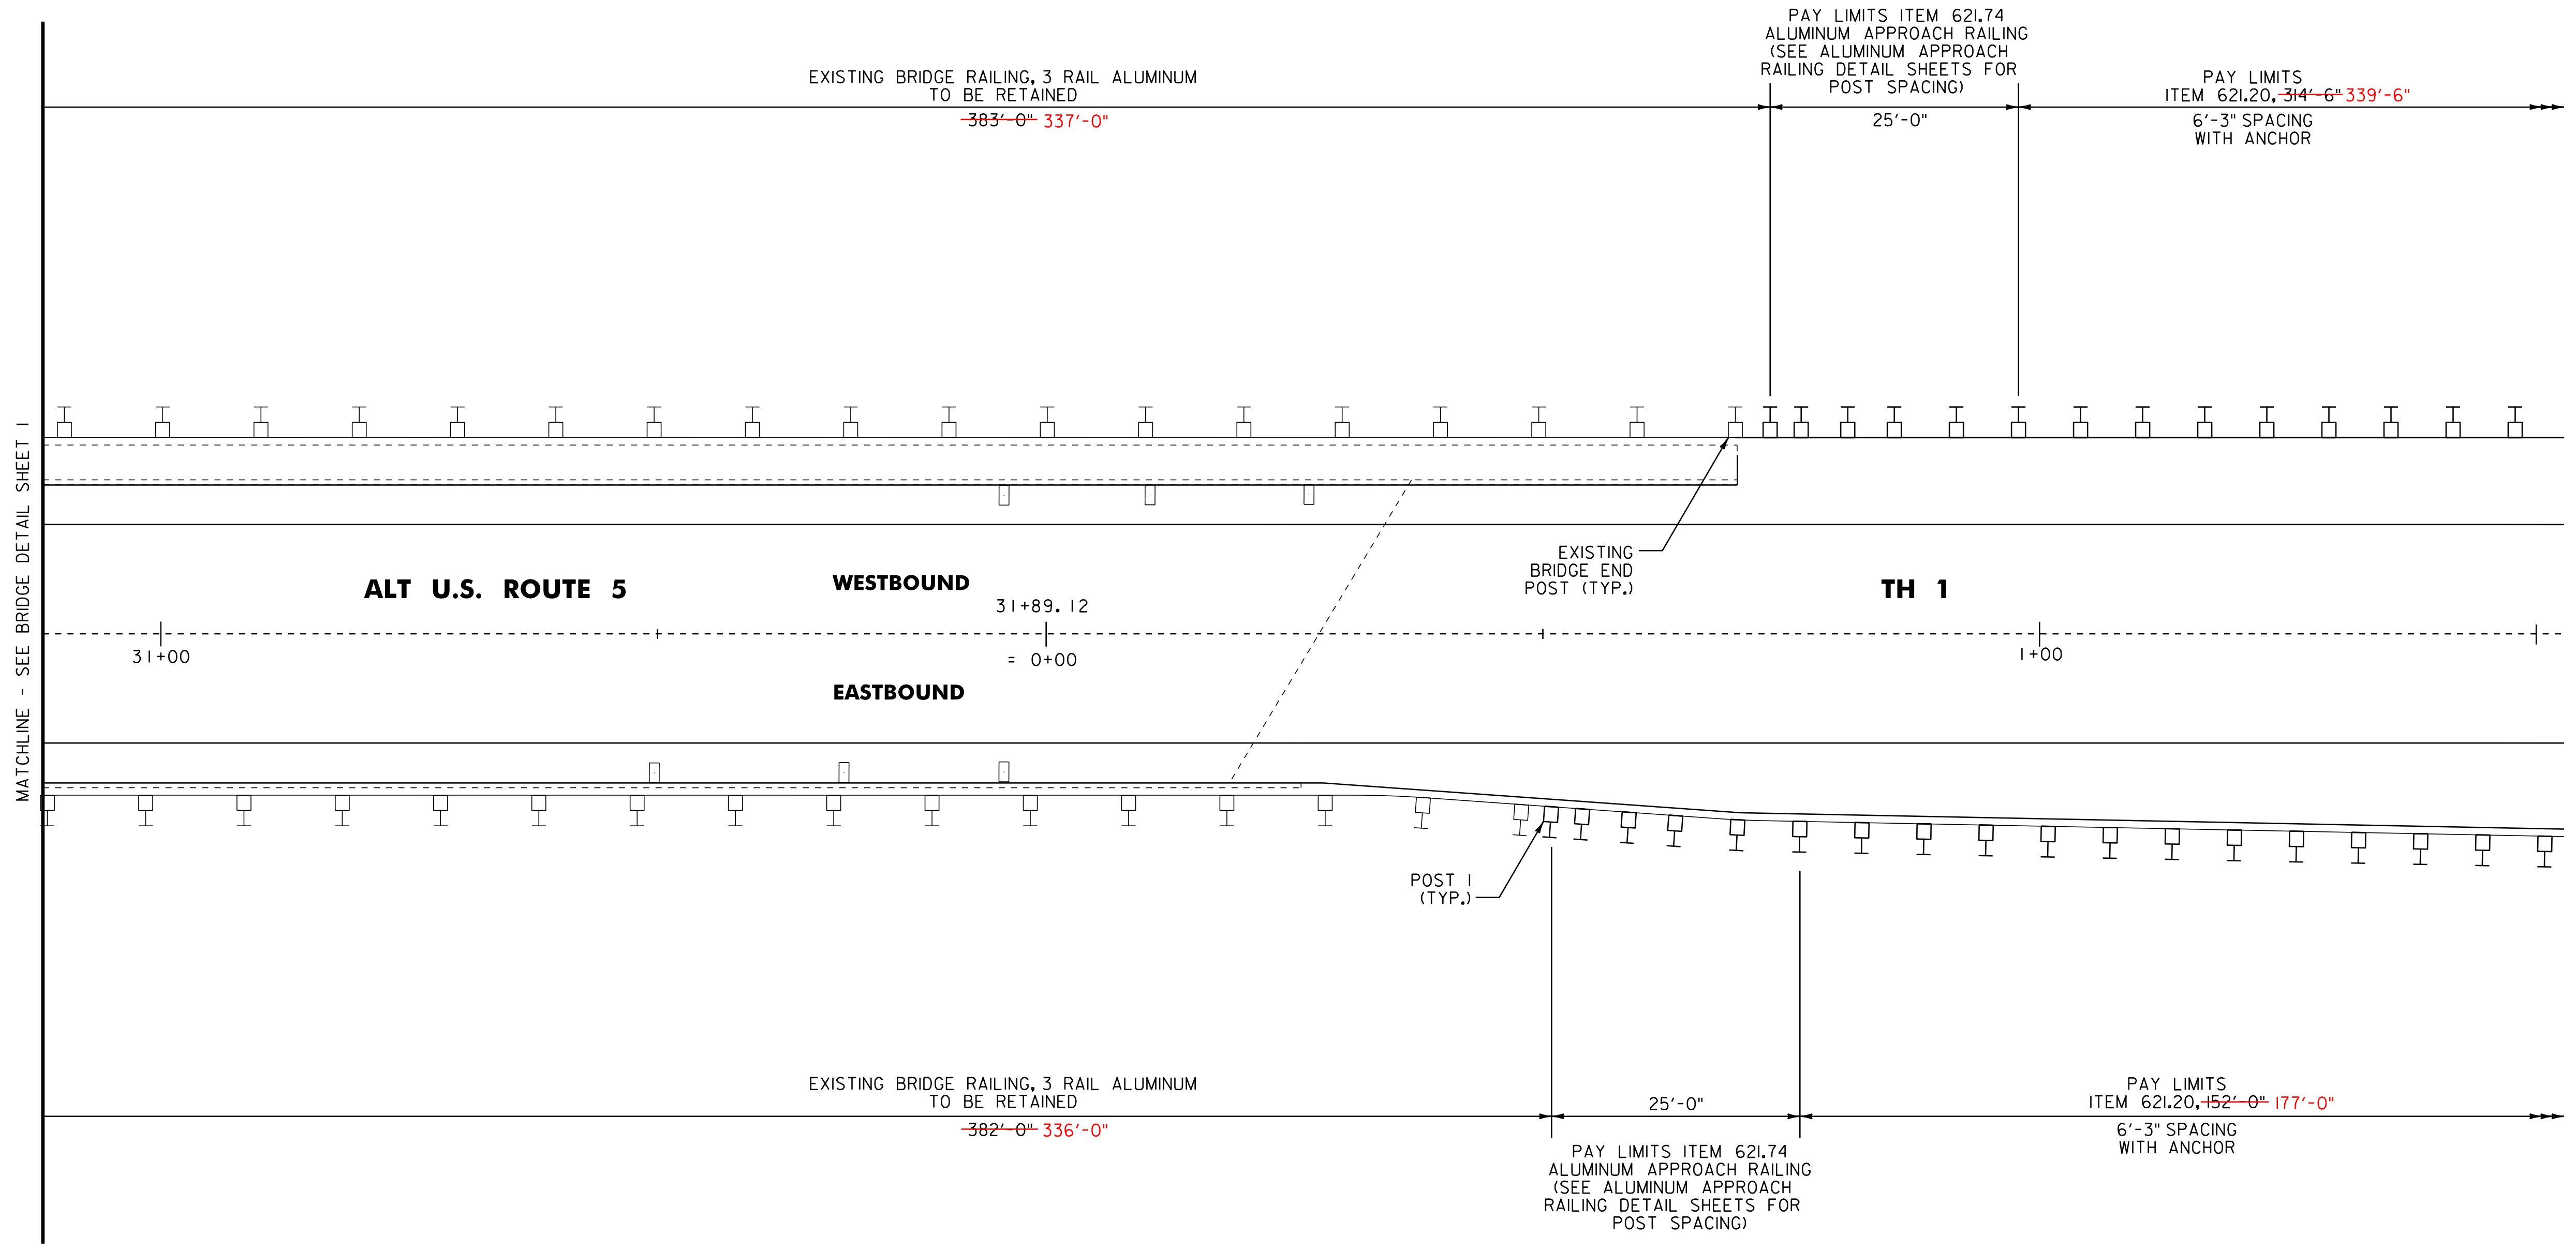 PAY LIMITS ITEM 621.74
ALUMINUM APPROACH RAILING
(SEE ALUMINUM APPROACH
RAILING DETAIL SHEETS FOR
POST SPACING)
EXISTING BRIDGE RAILING, 3 RAIL ALUMINUM
TO BE RETAINED
383'-0" 337'-0"
25'-0"
PAY LIMITS
ITEM 621.20, 314'-6" 339'-6"
6'-3" SPACING
WITH ANCHOR
MATCHLINE - SEE BRIDGE DETAIL SHEET 1
EXISTING
BRIDGE END
POST (TYP.)
ALT U.S. ROUTE 5
WESTBOUND
TH 1
31+89.12
31+00
= 0+00
1+00
EASTBOUND
POST 1
(TYP.)
EXISTING BRIDGE RAILING, 3 RAIL ALUMINUM
TO BE RETAINED
382'-0" 336'-0"
25'-0"
PAY LIMITS
ITEM 621.20, 152'-0" 177'-0"
6'-3" SPACING
WITH ANCHOR
PAY LIMITS ITEM 621.74
ALUMINUM APPROACH RAILING
(SEE ALUMINUM APPROACH
RAILING DETAIL SHEETS FOR
POST SPACING)